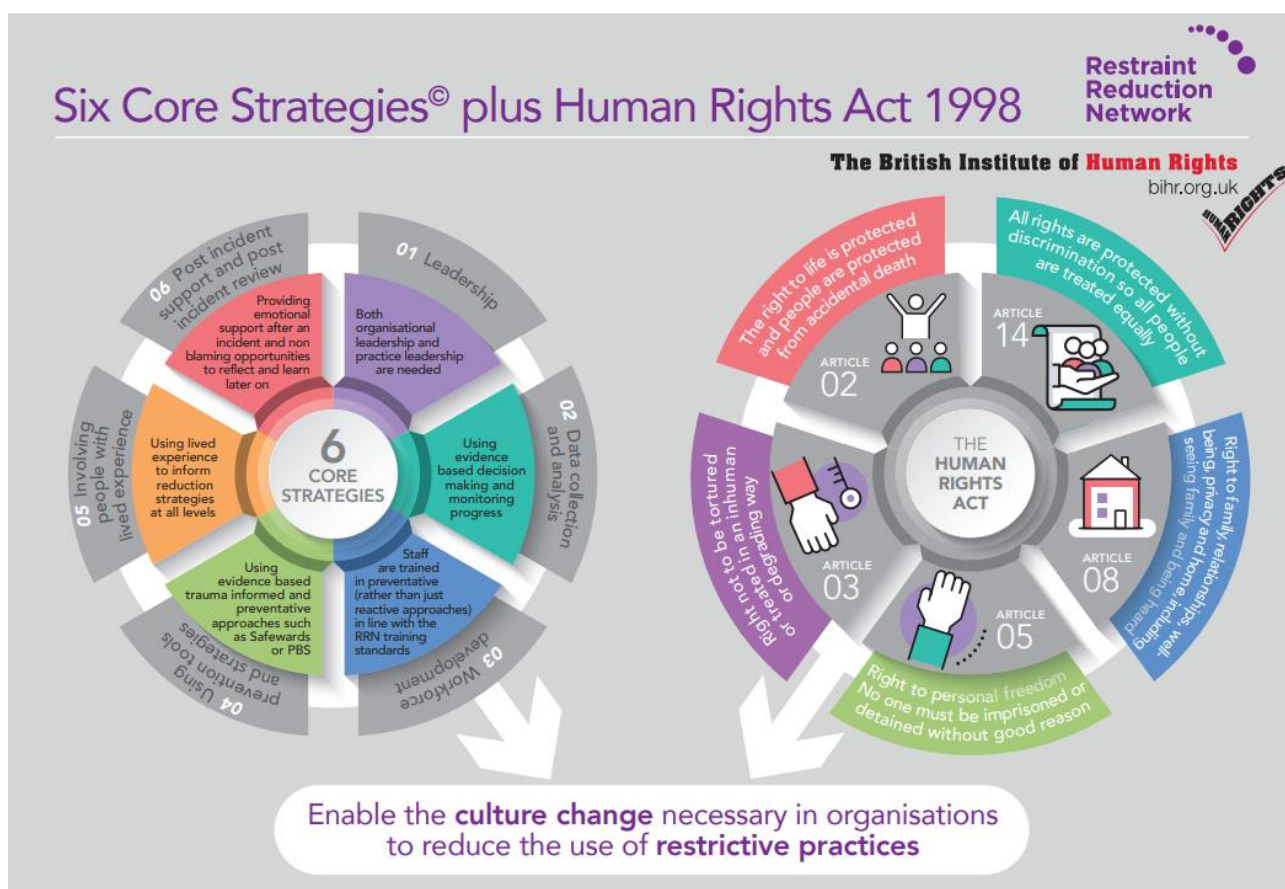 Six Core Strategies© plus Human Rights Act 1998
Restraint
Reduction
Network
The British Institute of Human Rights
bihr.org.uk
HUMAN RIGHTS
6
CORE
STRATEGIES
01 Leadership
Both
organisational
leadership and
practice leadership
are needed
02 Data collection
and analysis
Using
evidence
based decision
making and
monitoring
progress
03 Workforce
development
Staff
are trained
in preventative
(rather than just
reactive approaches)
in line with the
RRN training
standards
04 Using
prevention tools
and strategies
Using
evidence based
trauma informed and
preventative
approaches such
as Safewards
or PBS
05 Involving
people with
lived experience
Using lived
experience
to inform
reduction
strategies
at all levels
06 Post incident
support and post
incident review
Providing
emotional
support after an
incident and non
blaming opportunities
to reflect and learn
later on
THE
HUMAN
RIGHTS
ACT
The right to life is protected
and people are protected
from accidental death
ARTICLE
02
All rights are protected without
discrimination so all people
are treated equally
ARTICLE
14
Right to family, relationships, well-
being, privacy and home, including
seeing family and being heard
ARTICLE
08
Right to personal freedom
No one must be imprisoned or
detained without good reason
ARTICLE
05
Right not to be tortured
or treated in an inhuman
or degrading way
ARTICLE
03
Enable the culture change necessary in organisations
to reduce the use of restrictive practices